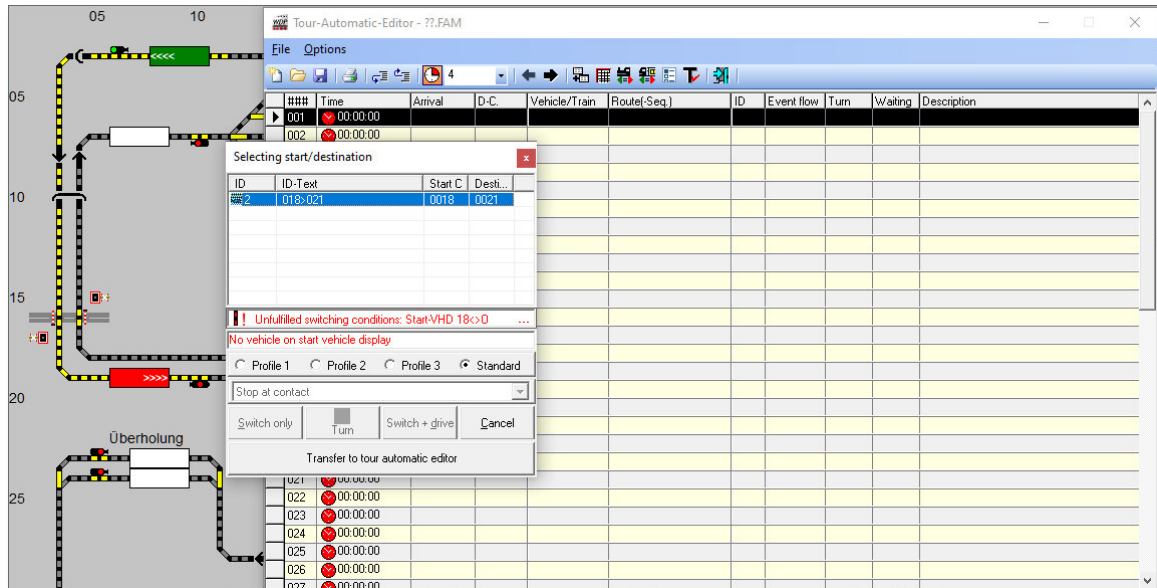 05 10
Tour-Automatic-Editor - ??.FAM
File Options
<<<<
4
05
### Time Arrival D-C. Vehicle/Train Route(-Seq.) ID Event flow Turn Waiting Description
001 00:00:00
002 00:00:00
Selecting start/destination
x
ID ID-Text Start C Desti...
2 018>021 0018 0021
10
15
! Unfulfilled switching conditions: Start-VHD 18<>0 ...
No vehicle on start vehicle display
Profile 1 Profile 2 Profile 3 Standard
>>>>
Stop at contact
20
Switch only Turn Switch + drive Cancel
Überholung
Transfer to tour automatic editor
021 00:00:00
022 00:00:00
25
023 00:00:00
024 00:00:00
025 00:00:00
026 00:00:00
027 00:00:00